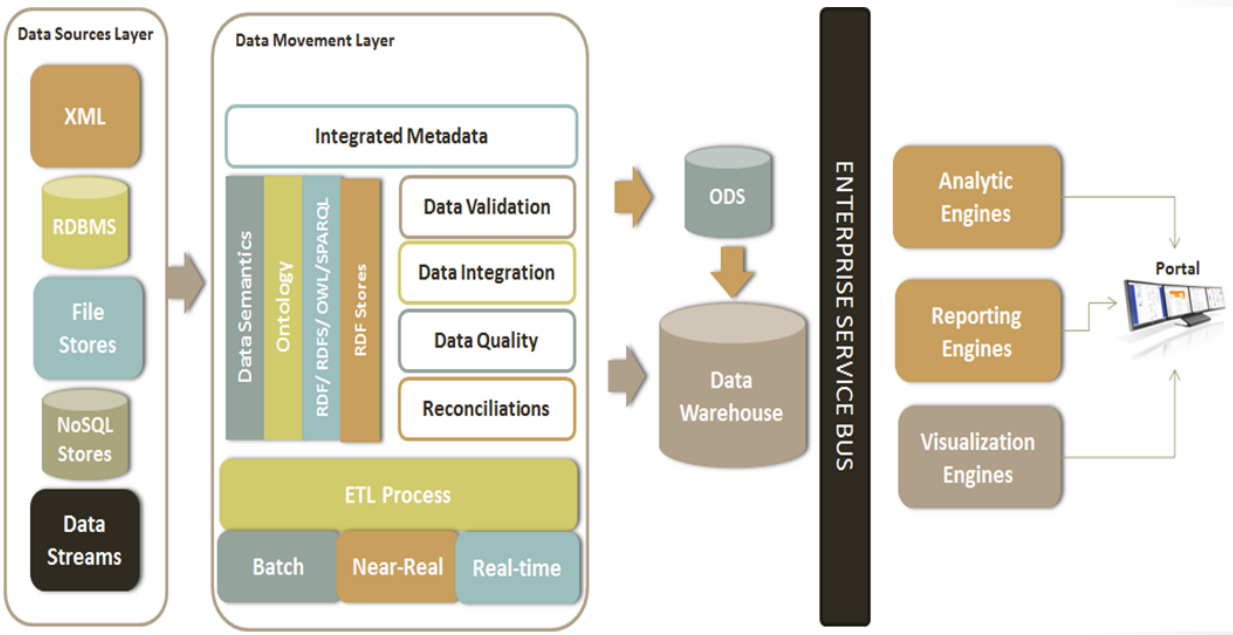 Data Sources Layer
XML
RDBMS
File
Stores
NoSQL
Stores
Data
Streams
Data Movement Layer
Integrated Metadata
Data Semantics
Ontology
RDF/ RDFS/ OWL/SPARQL
RDF Stores
Data Validation
Data Integration
Data Quality
Reconciliations
ETL Process
Batch
Near-Real
Real-time
ODS
Data
Warehouse
ENTERPRISE SERVICE BUS
Analytic
Engines
Reporting
Engines
Visualization
Engines
Portal